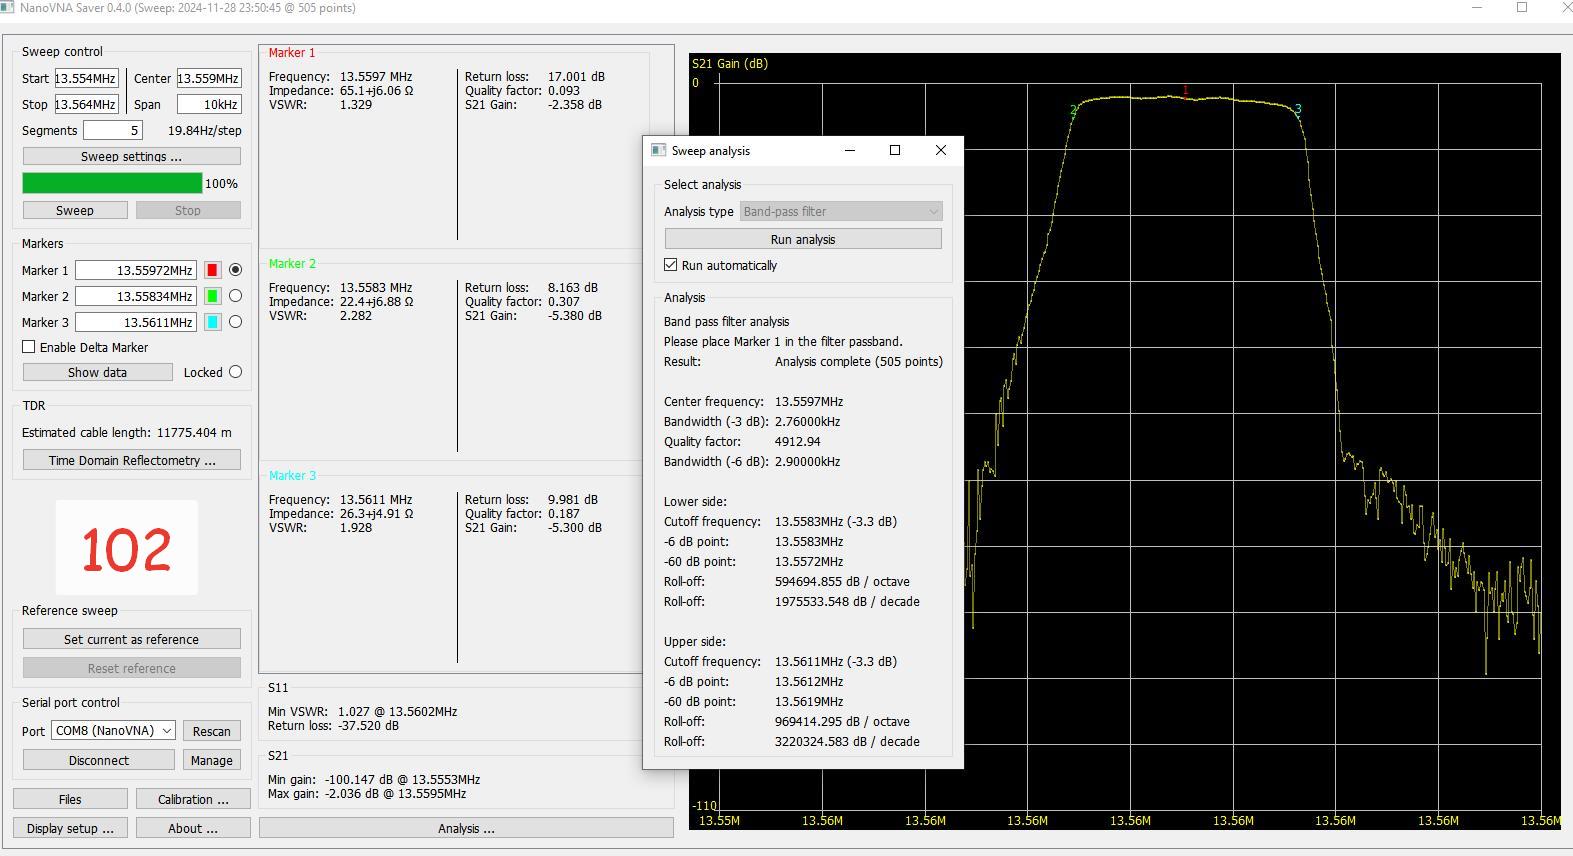 NanoVNA Saver 0.4.0 (Sweep: 2024-11-28 23:50:45 @ 505 points)
Sweep control
Start 13.554MHz Center 13.559MHz
Stop 13.564MHz Span 10kHz
Segments 5 19.84Hz/step
Sweep settings ...
100%
Sweep Stop
Markers
Marker 1 13.55972MHz
Marker 2 13.55834MHz
Marker 3 13.5611MHz
Enable Delta Marker
Show data Locked
TDR
Estimated cable length: 11775.404 m
Time Domain Reflectometry ...
102
Reference sweep
Set current as reference
Reset reference
Serial port control
Port COM8 (NanoVNA) Rescan
Disconnect Manage
Files Calibration ...
Display setup ... About ...
Marker 1
Frequency: 13.5597 MHz Return loss: 17.001 dB
Impedance: 65.1+j6.06 Ω Quality factor: 0.093
VSWR: 1.329 S21 Gain: -2.358 dB
Marker 2
Frequency: 13.5583 MHz Return loss: 8.163 dB
Impedance: 22.4+j6.88 Ω Quality factor: 0.307
VSWR: 2.282 S21 Gain: -5.380 dB
Marker 3
Frequency: 13.5611 MHz Return loss: 9.981 dB
Impedance: 26.3+j4.91 Ω Quality factor: 0.187
VSWR: 1.928 S21 Gain: -5.300 dB
S11
Min VSWR: 1.027 @ 13.5602MHz
Return loss: -37.520 dB
S21
Min gain: -100.147 dB @ 13.5553MHz
Max gain: -2.036 dB @ 13.5595MHz
Analysis ...
Sweep analysis
Select analysis
Analysis type Band-pass filter
Run analysis
Run automatically
Analysis
Band pass filter analysis
Please place Marker 1 in the filter passband.
Result: Analysis complete (505 points)
Center frequency: 13.5597MHz
Bandwidth (-3 dB): 2.76000kHz
Quality factor: 4912.94
Bandwidth (-6 dB): 2.90000kHz
Lower side:
Cutoff frequency: 13.5583MHz (-3.3 dB)
-6 dB point: 13.5583MHz
-60 dB point: 13.5572MHz
Roll-off: 594694.855 dB / octave
Roll-off: 1975533.548 dB / decade
Upper side:
Cutoff frequency: 13.5611MHz (-3.3 dB)
-6 dB point: 13.5612MHz
-60 dB point: 13.5619MHz
Roll-off: 969414.295 dB / octave
Roll-off: 3220324.583 dB / decade
S21 Gain (dB)
0
2 1 3
-110
13.55M 13.56M 13.56M 13.56M 13.56M 13.56M 13.56M 13.56M 13.56M